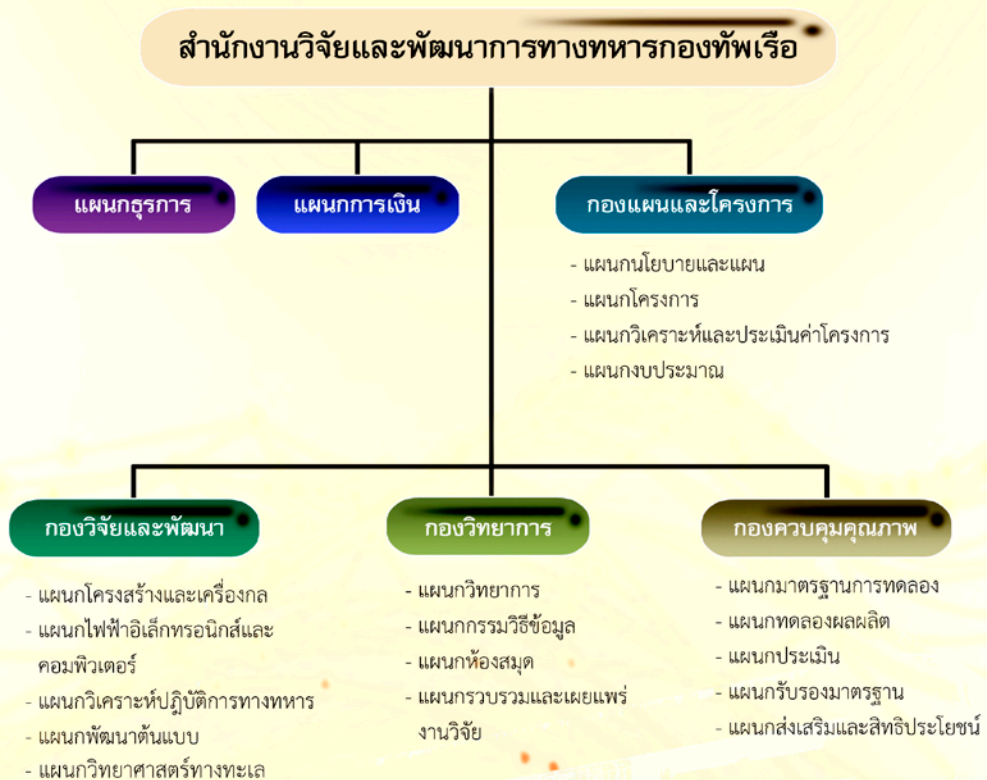 สำนักงานวิจัยและพัฒนาการทางทหารกองทัพเรือ
แผนกธุรการ
แผนกการเงิน
กองแผนและโครงการ
- แผนกนโยบายและแผน
- แผนกโครงการ
- แผนกวิเคราะห์และประเมินค่าโครงการ
- แผนกงบประมาณ
กองวิจัยและพัฒนา
- แผนกโครงสร้างและเครื่องกล
- แผนกไฟฟ้าอิเล็กทรอนิกส์และ
คอมพิวเตอร์
- แผนกวิเคราะห์ปฏิบัติการทางทหาร
- แผนกพัฒนาต้นแบบ
- แผนกวิทยาศาสตร์ทางทะเล
กองวิทยาการ
- แผนกวิทยาการ
- แผนกกรรมวิธีข้อมูล
- แผนกห้องสมุด
- แผนกรวบรวมและเผยแพร่
งานวิจัย
กองควบคุมคุณภาพ
- แผนกมาตรฐานการทดลอง
- แผนกทดลองผลผลิต
- แผนกประเมิน
- แผนกรับรองมาตรฐาน
- แผนกส่งเสริมและสิทธิประโยชน์